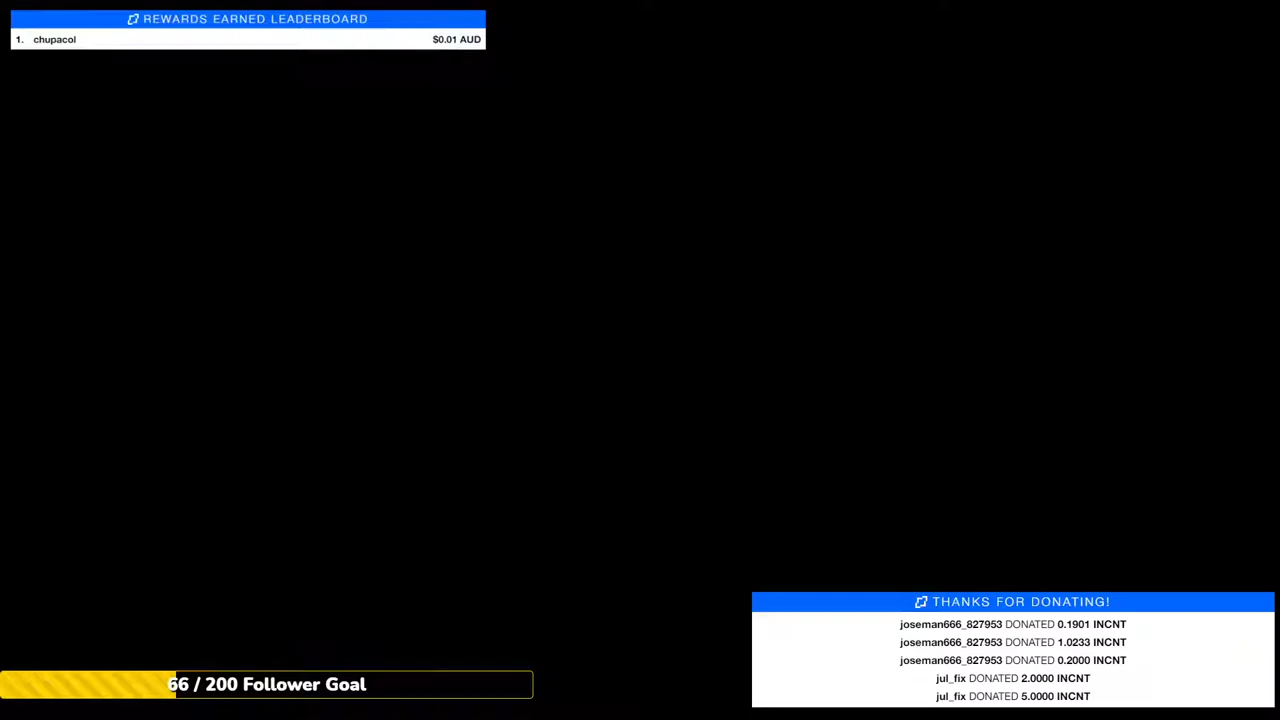 REWARDS EARNED LEADERBOARD
1. chupacol $0.01 AUD
THANKS FOR DONATING!
joseman666_827953 DONATED 0.1901 INCNT
joseman666_827953 DONATED 1.0233 INCNT
joseman666_827953 DONATED 0.2000 INCNT
jul_fix DONATED 2.0000 INCNT
jul_fix DONATED 5.0000 INCNT
66 / 200 Follower Goal